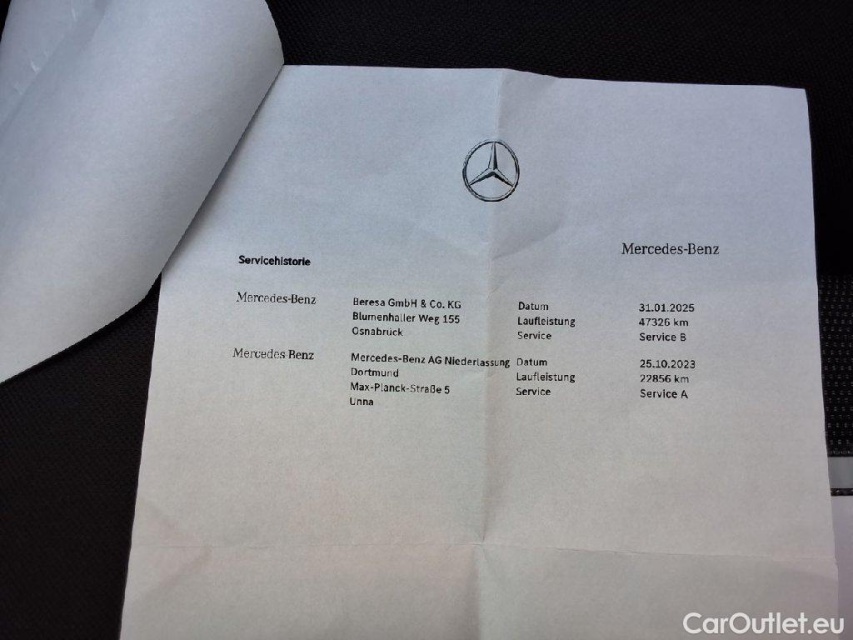 Mercedes-Benz
Servicehistorie
Mercedes-Benz
Beresa GmbH & Co. KG
Blumenhaller Weg 155
Osnabrück
Datum 31.01.2025
Laufleistung 47326 km
Service Service B
Mercedes Benz
Mercedes-Benz AG Niederlassung
Dortmund
Max-Planck-Straße 5
Unna
Datum 25.10.2023
Laufleistung 22856 km
Service Service A
CarOutlet.eu